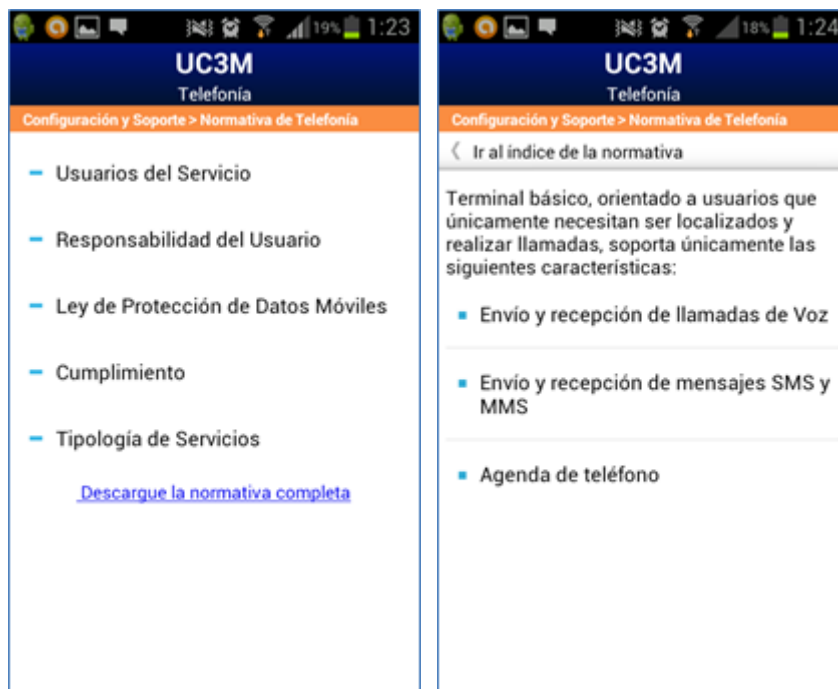 19% 1:23
UC3M
Telefonía
Configuración y Soporte > Normativa de Telefonía
Usuarios del Servicio
Responsabilidad del Usuario
Ley de Protección de Datos Móviles
Cumplimiento
Tipología de Servicios
Descargue la normativa completa
18% 1:24
UC3M
Telefonía
Configuración y Soporte > Normativa de Telefonía
Ir al índice de la normativa
Terminal básico, orientado a usuarios que
únicamente necesitan ser localizados y
realizar llamadas, soporta únicamente las
siguientes características:
Envío y recepción de llamadas de Voz
Envío y recepción de mensajes SMS y
MMS
Agenda de teléfono